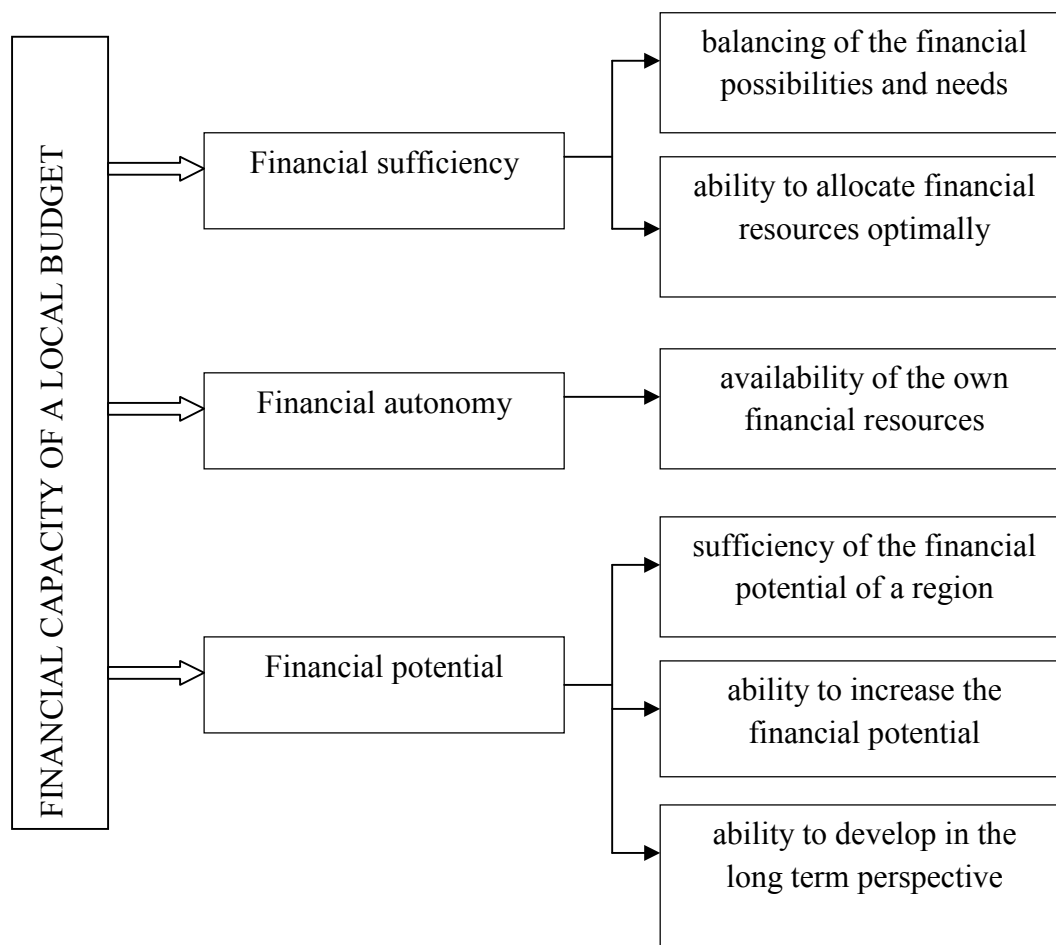 FINANCIAL CAPACITY OF A LOCAL BUDGET
Financial sufficiency
balancing of the financial
possibilities and needs
ability to allocate financial
resources optimally
Financial autonomy
availability of the own
financial resources
Financial potential
sufficiency of the financial
potential of a region
ability to increase the
financial potential
ability to develop in the
long term perspective